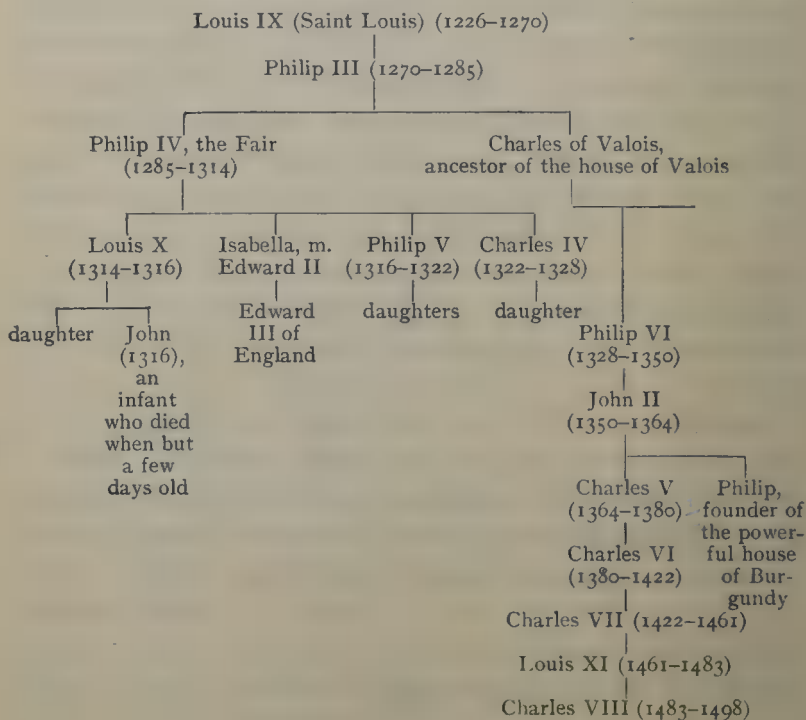 Louis IX (Saint Louis) (1226–1270)
Philip III (1270–1285)
Philip IV, the Fair
(1285–1314)
Charles of Valois,
ancestor of the house of Valois
Louis X
(1314–1316)
Isabella, m.
Edward II
Philip V
(1316–1322)
Charles IV
(1322–1328)
daughter
John
(1316),
an
infant
who died
when but
a few
days old
Edward
III of
England
daughters
daughter
Philip VI
(1328–1350)
John II
(1350–1364)
Charles V
(1364–1380)
Philip,
founder of
the power-
ful house
of Bur-
gundy
Charles VI
(1380–1422)
Charles VII (1422–1461)
Louis XI (1461–1483)
Charles VIII (1483–1498)